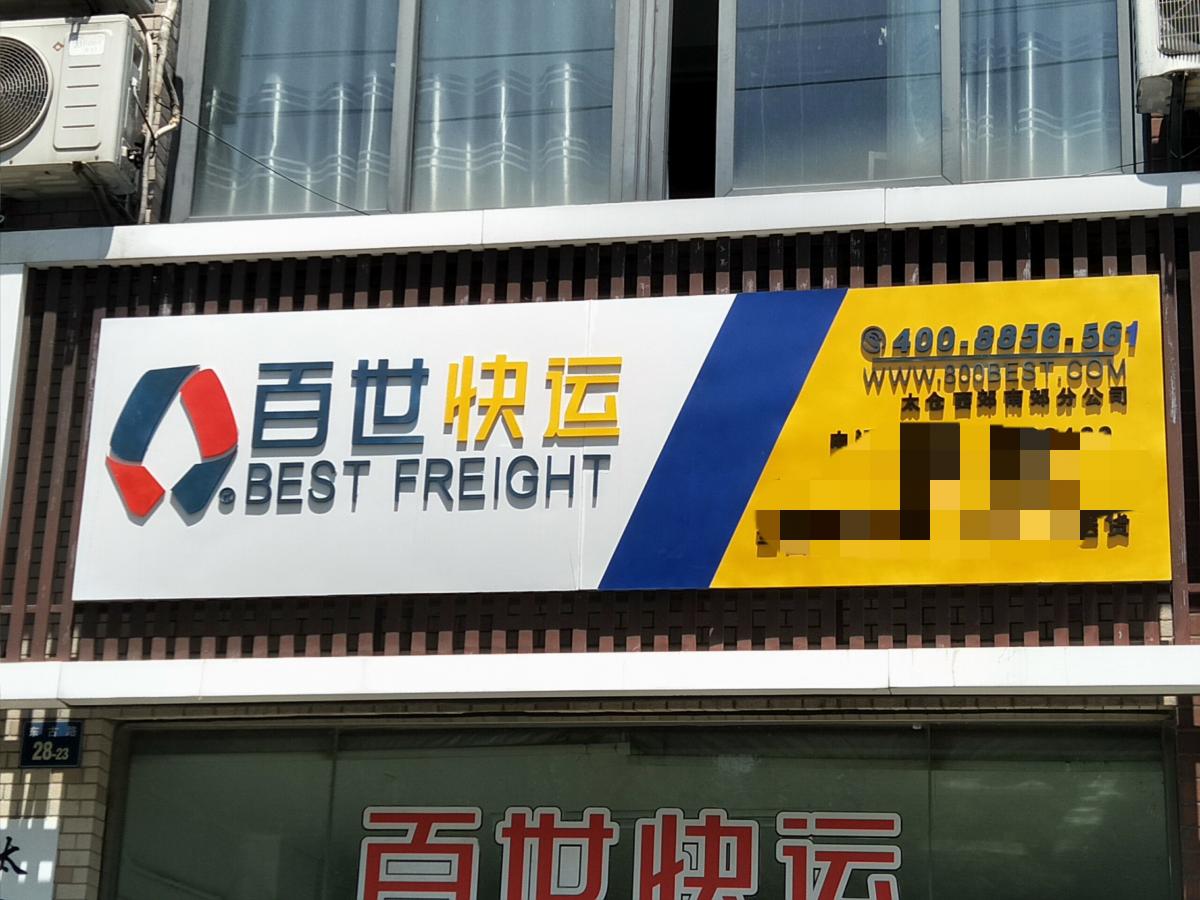 百世快运
BEST FREIGHT
400.8856.561
WWW.800BEST.COM
太仓西郊南郊分公司
28-23
百世快运
太